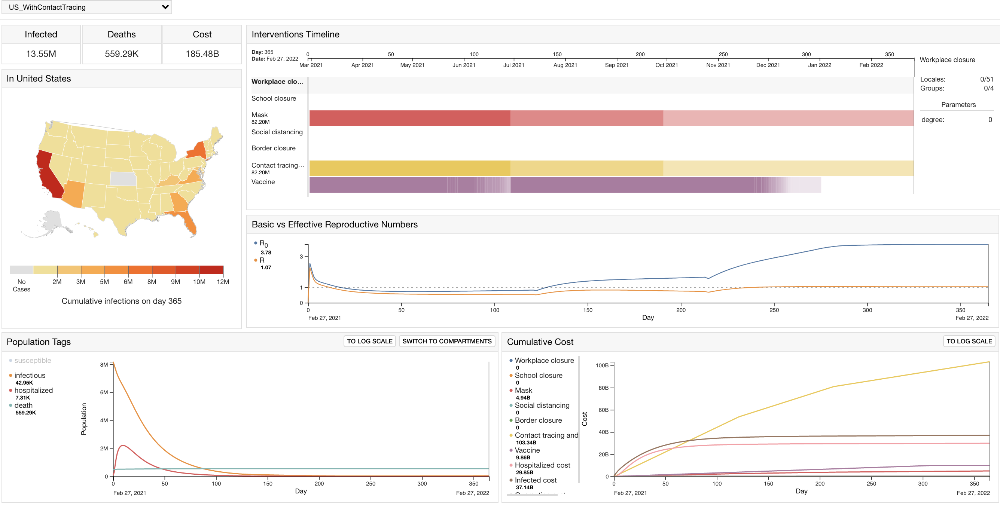 US_WithContactTracing
Infected
Deaths
Cost
13.55M
559.29K
185.48B
In United States
No Cases
2M
3M
5M
6M
8M
9M
10M
12M
Cumulative infections on day 365
Interventions Timeline
Day: 365
Date: Feb 27, 2022
0
50
100
150
200
250
300
350
Mar 2021
Apr 2021
May 2021
Jun 2021
Jul 2021
Aug 2021
Sep 2021
Oct 2021
Nov 2021
Dec 2021
Jan 2022
Feb 2022
Workplace clo…
School closure
Mask
82.20M
Social distancing
Border closure
Contact tracing…
82.20M
Vaccine
Workplace closure
Locales: 0/51
Groups: 0/4
Parameters
degree: 0
Basic vs Effective Reproductive Numbers
R0
3.78
R
1.07
3
1
0
0
50
100
150
200
250
300
350
Feb 27, 2021
Day
Feb 27, 2022
Population Tags
TO LOG SCALE
SWITCH TO COMPARTMENTS
susceptible
infectious
42.95K
hospitalized
7.31K
death
559.29K
Population
8M
6M
4M
2M
0
0
50
100
150
200
250
300
350
Feb 27, 2021
Day
Feb 27, 2022
Cumulative Cost
TO LOG SCALE
Workplace closure
0
School closure
0
Mask
4.94B
Social distancing
0
Border closure
0
Contact tracing and
103.34B
Vaccine
9.86B
Hospitalized cost
29.85B
Infected cost
37.14B
Cost
100B
80B
60B
40B
20B
0
0
50
100
150
200
250
300
350
Feb 27, 2021
Day
Feb 27, 2022